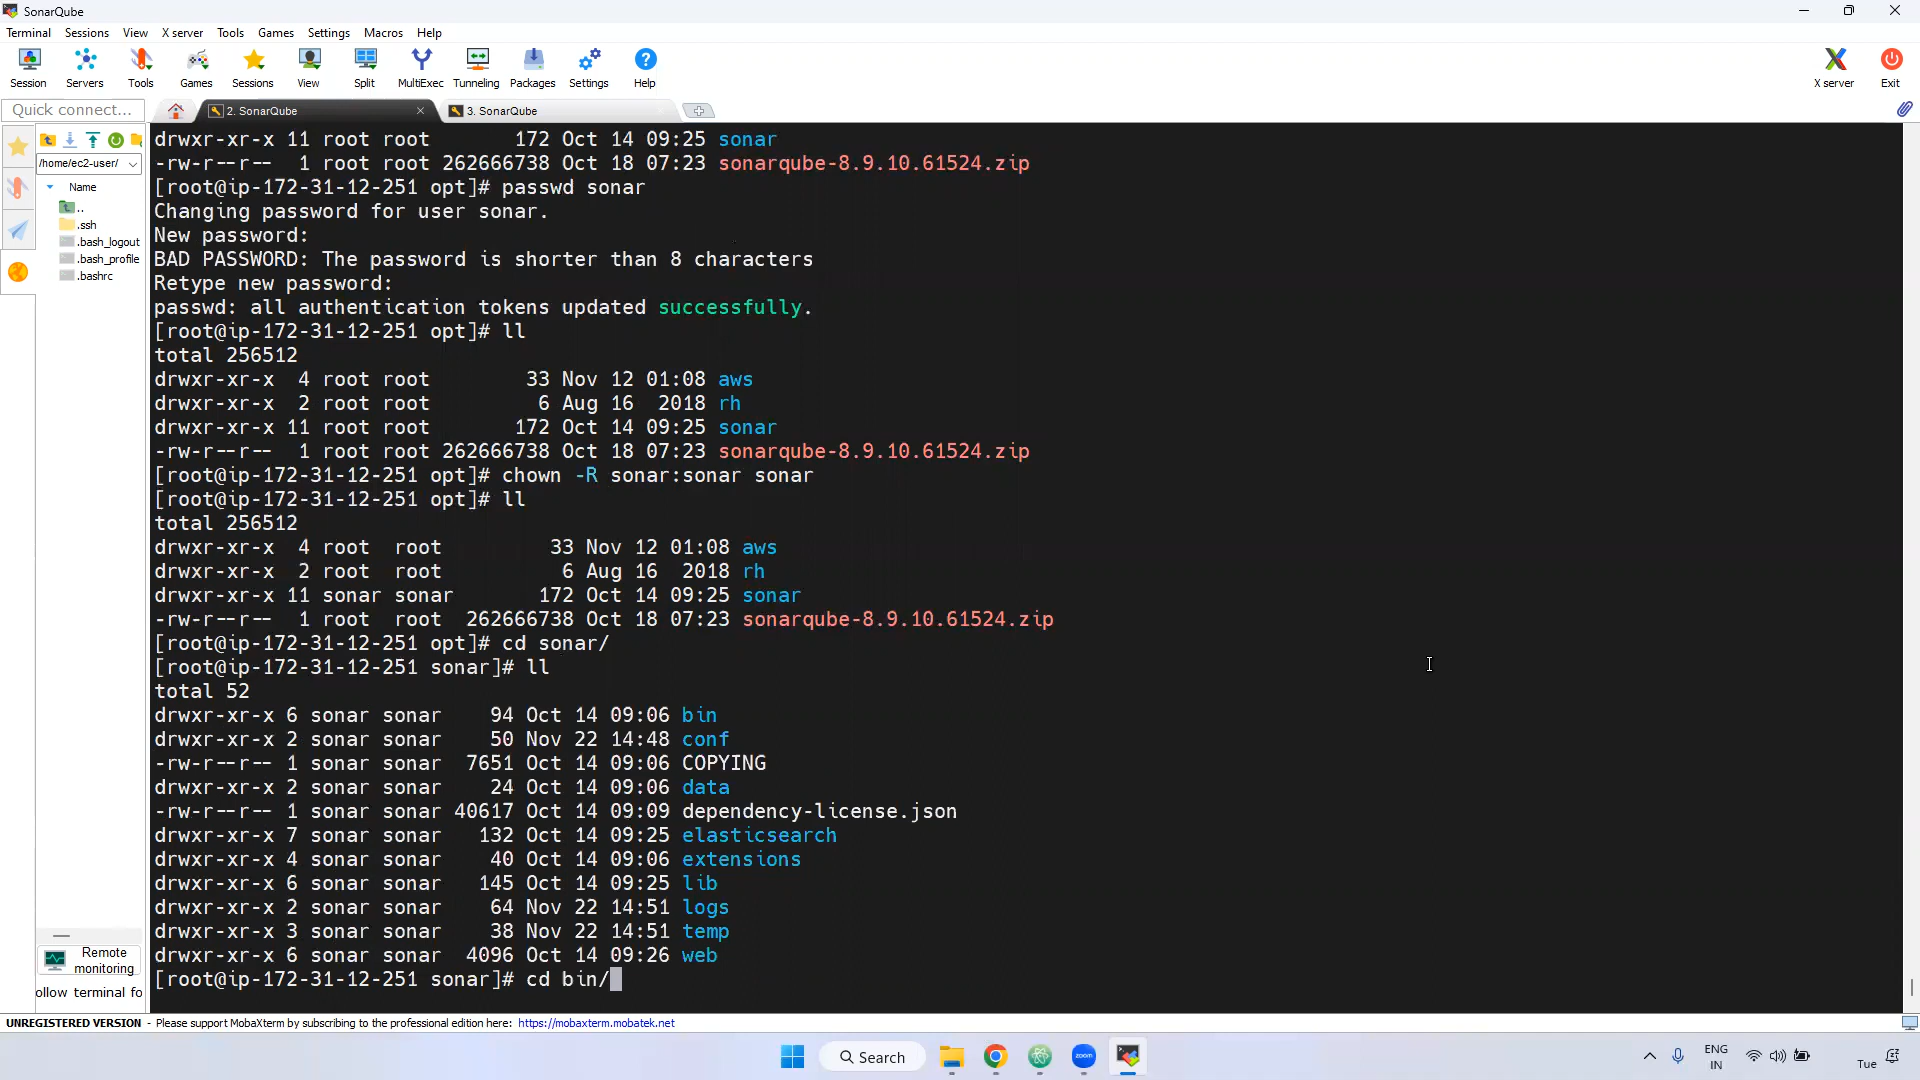 SonarQube
Terminal Sessions View X server Tools Games Settings Macros Help
Session Servers Tools Games Sessions View Split MultiExec Tunneling Packages Settings Help X server Exit
Quick connect... 2. SonarQube 3. SonarQube
/home/ec2-user/
Name
..
.ssh
.bash_logout
.bash_profile
.bashrc
Remote monitoring
ollow terminal fo
drwxr-xr-x 11 root root       172 Oct 14 09:25 sonar
-rw-r--r--  1 root root 262666738 Oct 18 07:23 sonarqube-8.9.10.61524.zip
[root@ip-172-31-12-251 opt]# passwd sonar
Changing password for user sonar.
New password:
BAD PASSWORD: The password is shorter than 8 characters
Retype new password:
passwd: all authentication tokens updated successfully.
[root@ip-172-31-12-251 opt]# ll
total 256512
drwxr-xr-x  4 root root        33 Nov 12 01:08 aws
drwxr-xr-x  2 root root         6 Aug 16  2018 rh
drwxr-xr-x 11 root root       172 Oct 14 09:25 sonar
-rw-r--r--  1 root root 262666738 Oct 18 07:23 sonarqube-8.9.10.61524.zip
[root@ip-172-31-12-251 opt]# chown -R sonar:sonar sonar
[root@ip-172-31-12-251 opt]# ll
total 256512
drwxr-xr-x  4 root  root         33 Nov 12 01:08 aws
drwxr-xr-x  2 root  root          6 Aug 16  2018 rh
drwxr-xr-x 11 sonar sonar       172 Oct 14 09:25 sonar
-rw-r--r--  1 root  root  262666738 Oct 18 07:23 sonarqube-8.9.10.61524.zip
[root@ip-172-31-12-251 opt]# cd sonar/
[root@ip-172-31-12-251 sonar]# ll
total 52
drwxr-xr-x 6 sonar sonar    94 Oct 14 09:06 bin
drwxr-xr-x 2 sonar sonar    50 Nov 22 14:48 conf
-rw-r--r-- 1 sonar sonar  7651 Oct 14 09:06 COPYING
drwxr-xr-x 2 sonar sonar    24 Oct 14 09:06 data
-rw-r--r-- 1 sonar sonar 40617 Oct 14 09:09 dependency-license.json
drwxr-xr-x 7 sonar sonar   132 Oct 14 09:25 elasticsearch
drwxr-xr-x 4 sonar sonar    40 Oct 14 09:06 extensions
drwxr-xr-x 6 sonar sonar   145 Oct 14 09:25 lib
drwxr-xr-x 2 sonar sonar    64 Nov 22 14:51 logs
drwxr-xr-x 3 sonar sonar    38 Nov 22 14:51 temp
drwxr-xr-x 6 sonar sonar  4096 Oct 14 09:26 web
[root@ip-172-31-12-251 sonar]# cd bin/
UNREGISTERED VERSION - Please support MobaXterm by subscribing to the professional edition here: https://mobaxterm.mobatek.net
Search
zoom
ENG
IN
Tue